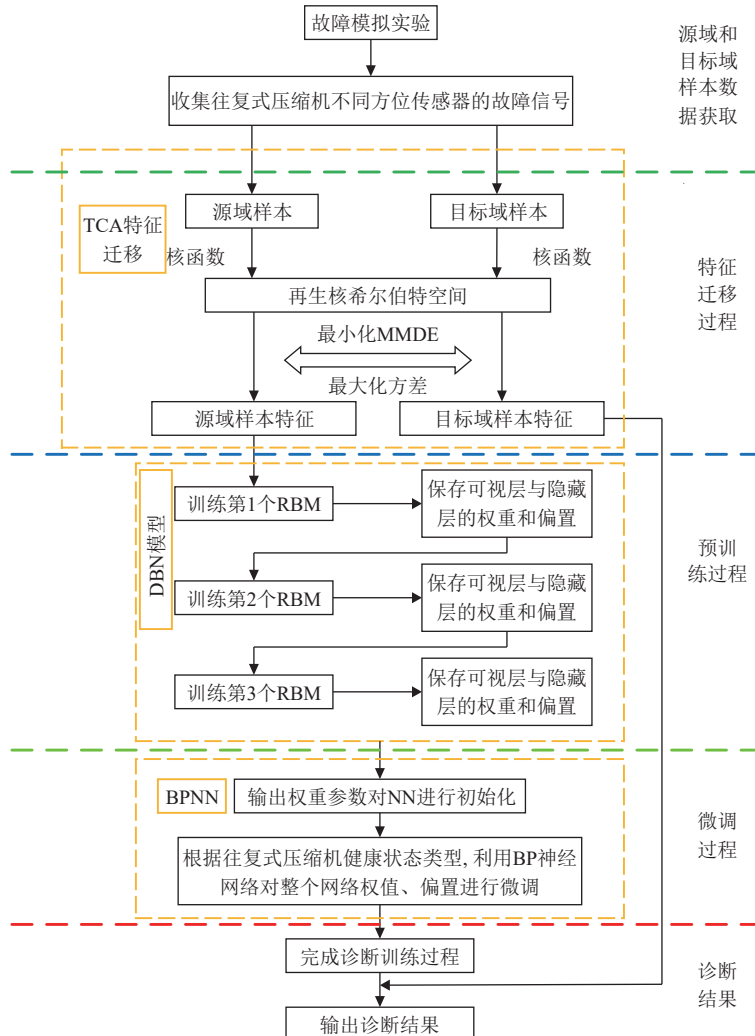 故障模拟实验
收集往复式压缩机不同方位传感器的故障信号
源域和
目标域
样本数
据获取
TCA特征
迁移
源域样本
目标域样本
核函数
核函数
再生核希尔伯特空间
最小化MMDE
最大化方差
源域样本特征
目标域样本特征
特征
迁移
过程
DBN模型
训练第1个RBM
保存可视层与隐藏
层的权重和偏置
训练第2个RBM
保存可视层与隐藏
层的权重和偏置
训练第3个RBM
保存可视层与隐藏
层的权重和偏置
预训
练过程
BPNN
输出权重参数对NN进行初始化
根据往复式压缩机健康状态类型, 利用BP神经
网络对整个网络权值、偏置进行微调
微调
过程
完成诊断训练过程
输出诊断结果
诊断
结果